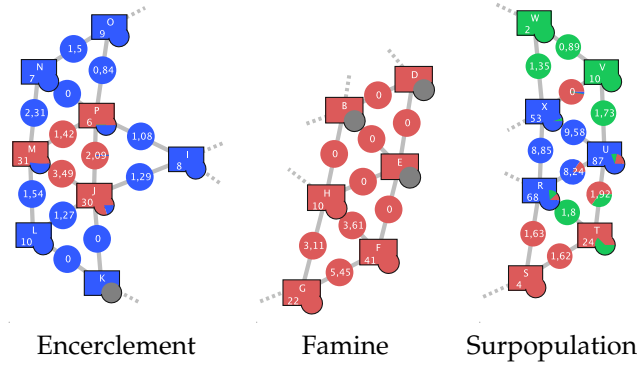 O
9
1,5
0,84
N
7
0
2,31
P
6
1,42
1,08
M
31
2,09
I
8
3,49
1,29
J
30
1,54
1,27
L
10
0
0
K
Encerclement
D
B
0
0
0
0
E
H
10
0
0
3,61
3,11
F
41
5,45
G
22
Famine
W
2
0,89
1,35
V
10
0
X
53
1,73
9,58
8,85
U
87
8,24
R
68
1,92
1,8
1,63
T
24
1,62
S
4
Surpopulation